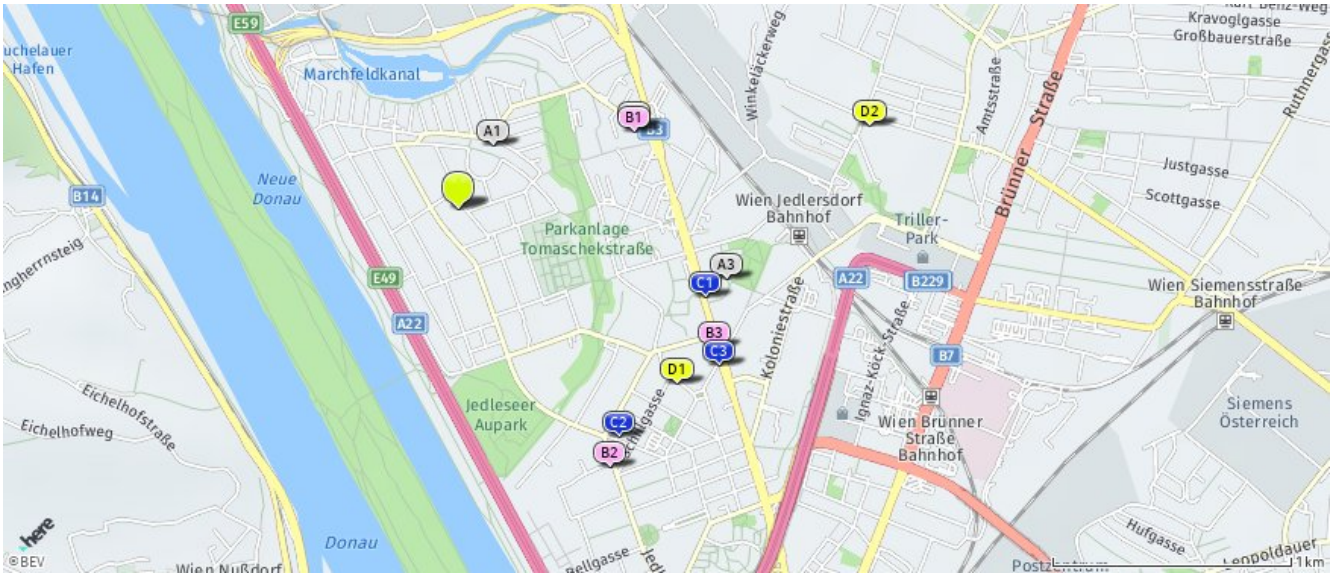 E59
Kravoglgasse
Großbauerstraße
Hafen
Marchfeldkanal
Winkeläckerweg
Amtsstraße
Ruthnergasse
Brünner Straße
A1
B1
B3
D2
B14
Neue
Donau
Justgasse
Scottgasse
Wien Jedlersdorf
Bahnhof
Triller-
Park
Parkanlage
Tomaschekstraße
A3
C1
E49
A22
B229
Wien Siemensstraße
Bahnhof
A22
B3
C3
D1
Koloniestraße
Ignaz-Köck-Straße
B7
Eichelhofstraße
Eichelhofweg
Jedleseer
Aupark
C2
B2
Wien Brünner
Straße
Bahnhof
Siemens
Österreich
here
©BEV
Donau
Wien Nußdorf
Bellgasse
Hufgasse
Postzentrum
Leopoldauer
1km